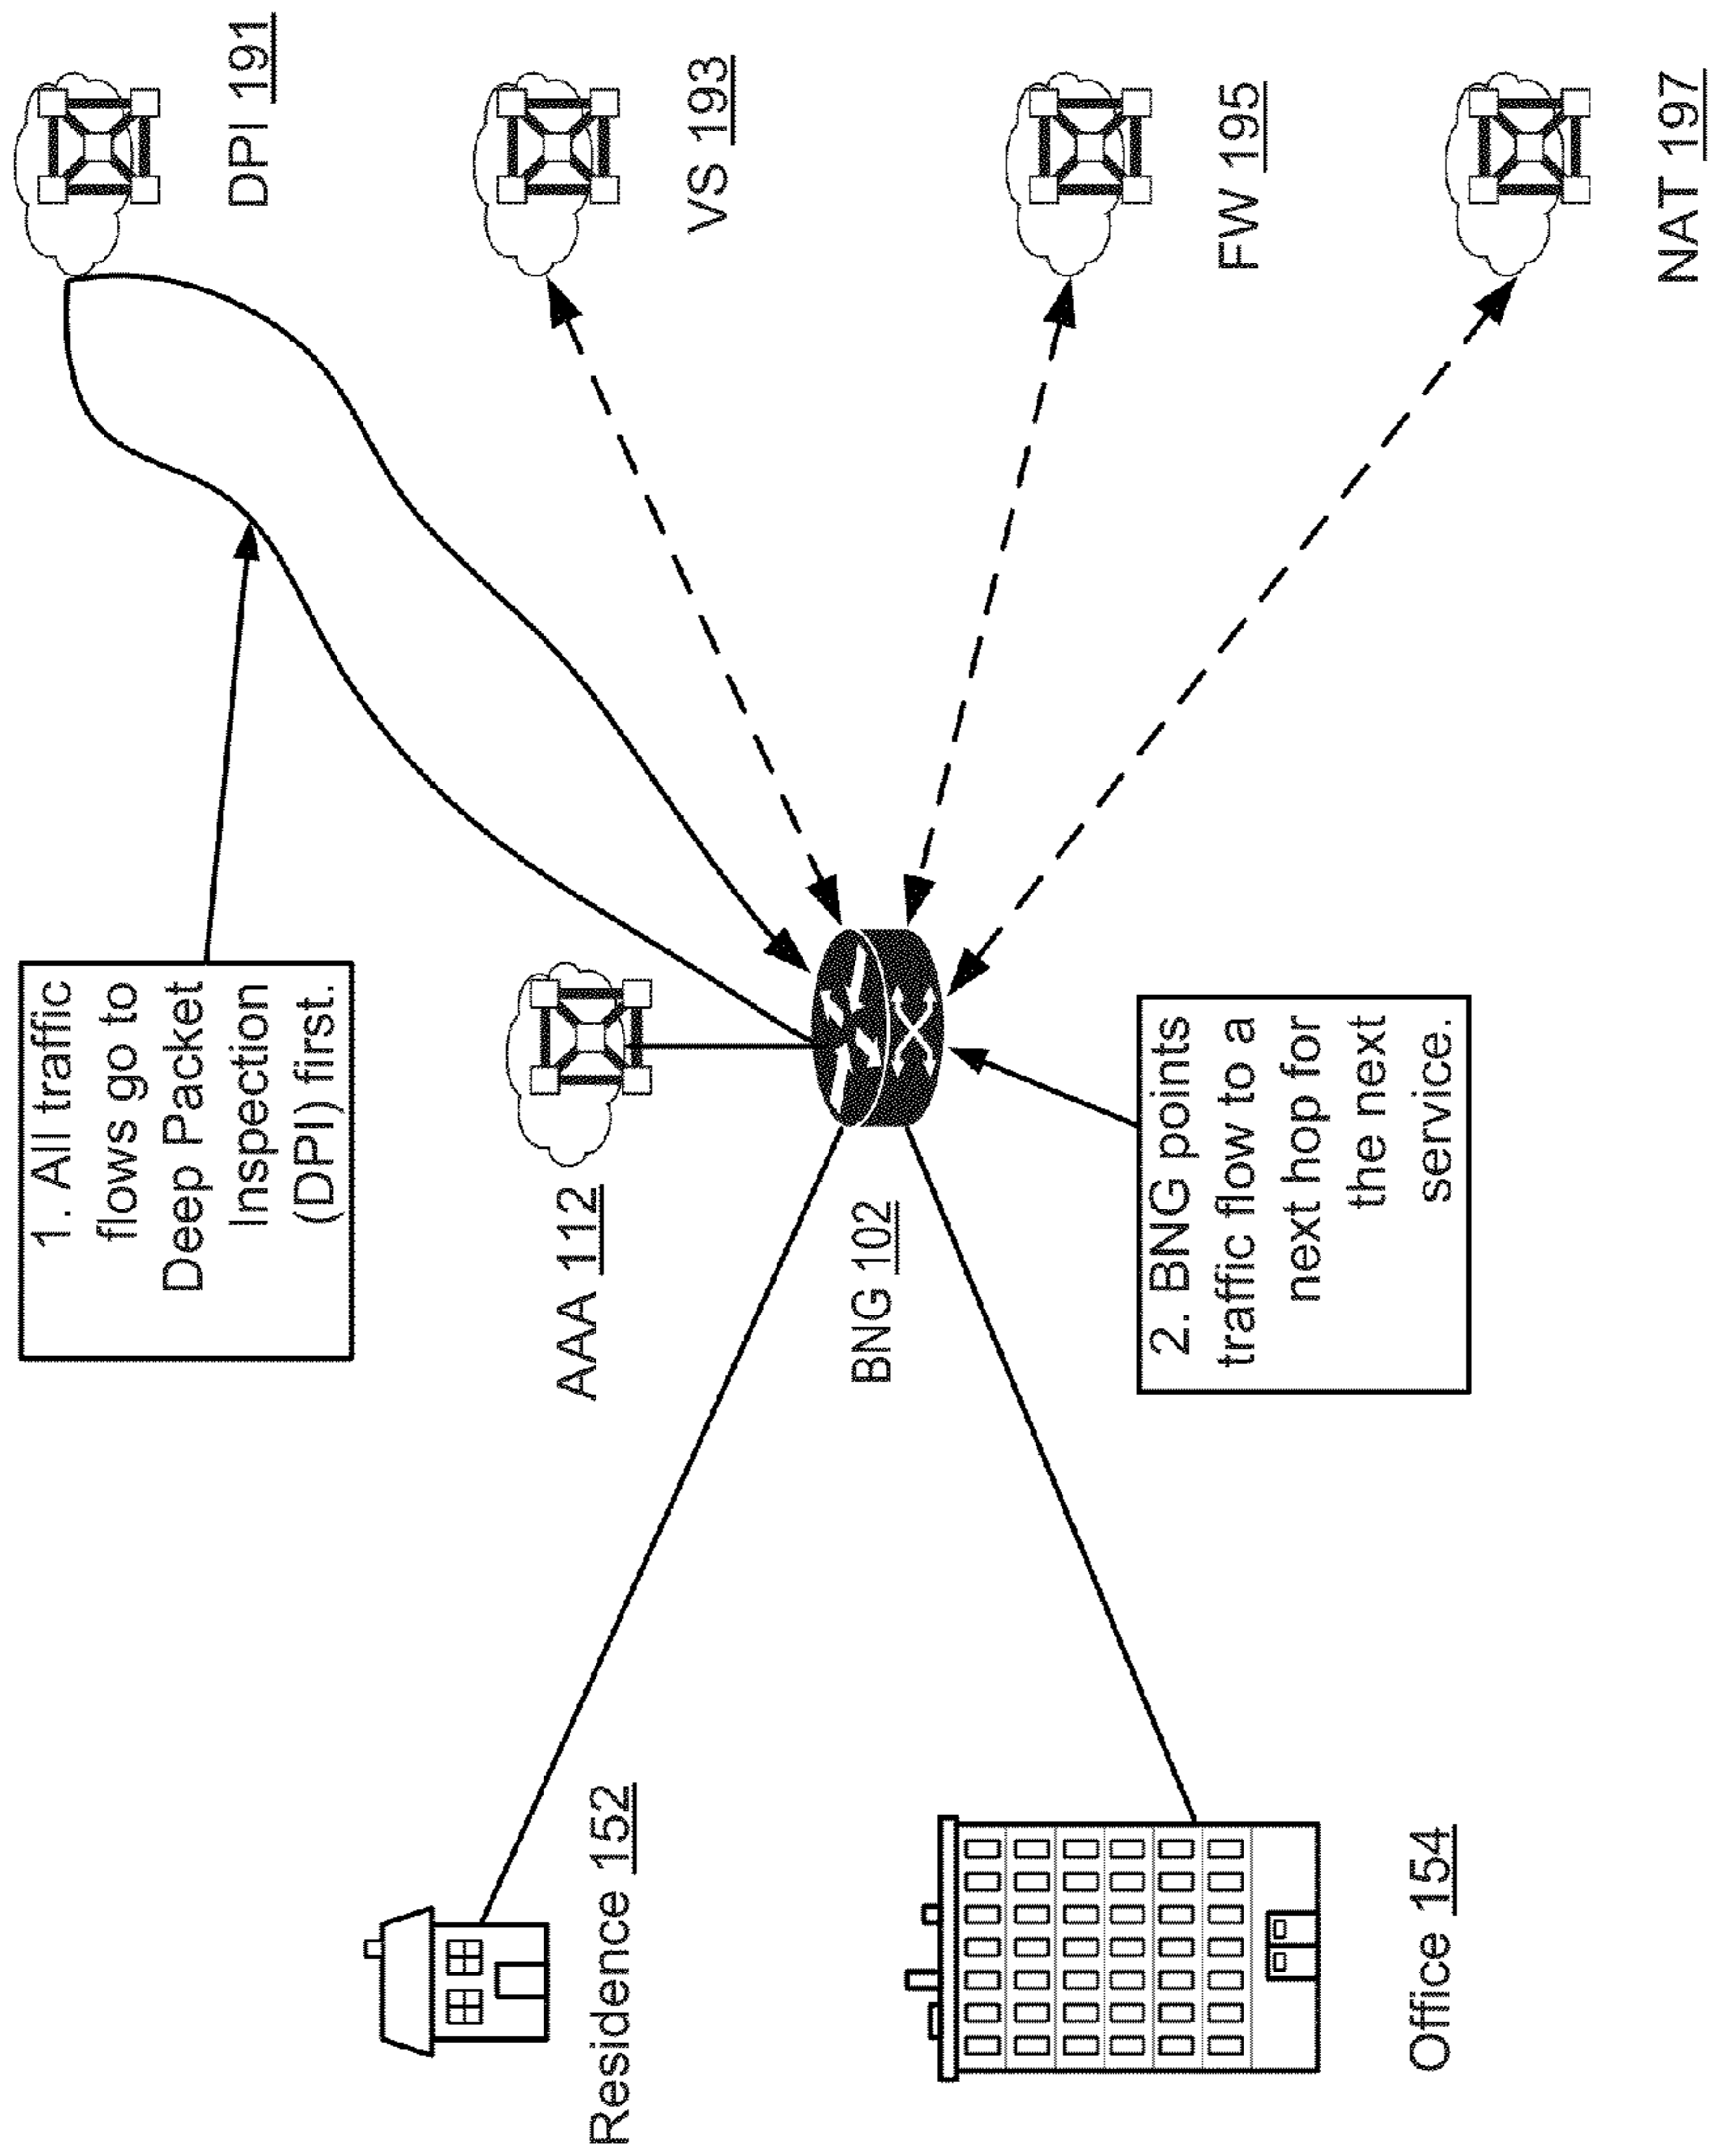 1. All traffic
flows go to
Deep Packet
Inspection
(DPI) first.
DPI 191
VS 193
AAA 112
Residence 152
BNG 102
FW 195
2. BNG points
traffic flow to a
next hop for
the next
service.
Office 154
NAT 197